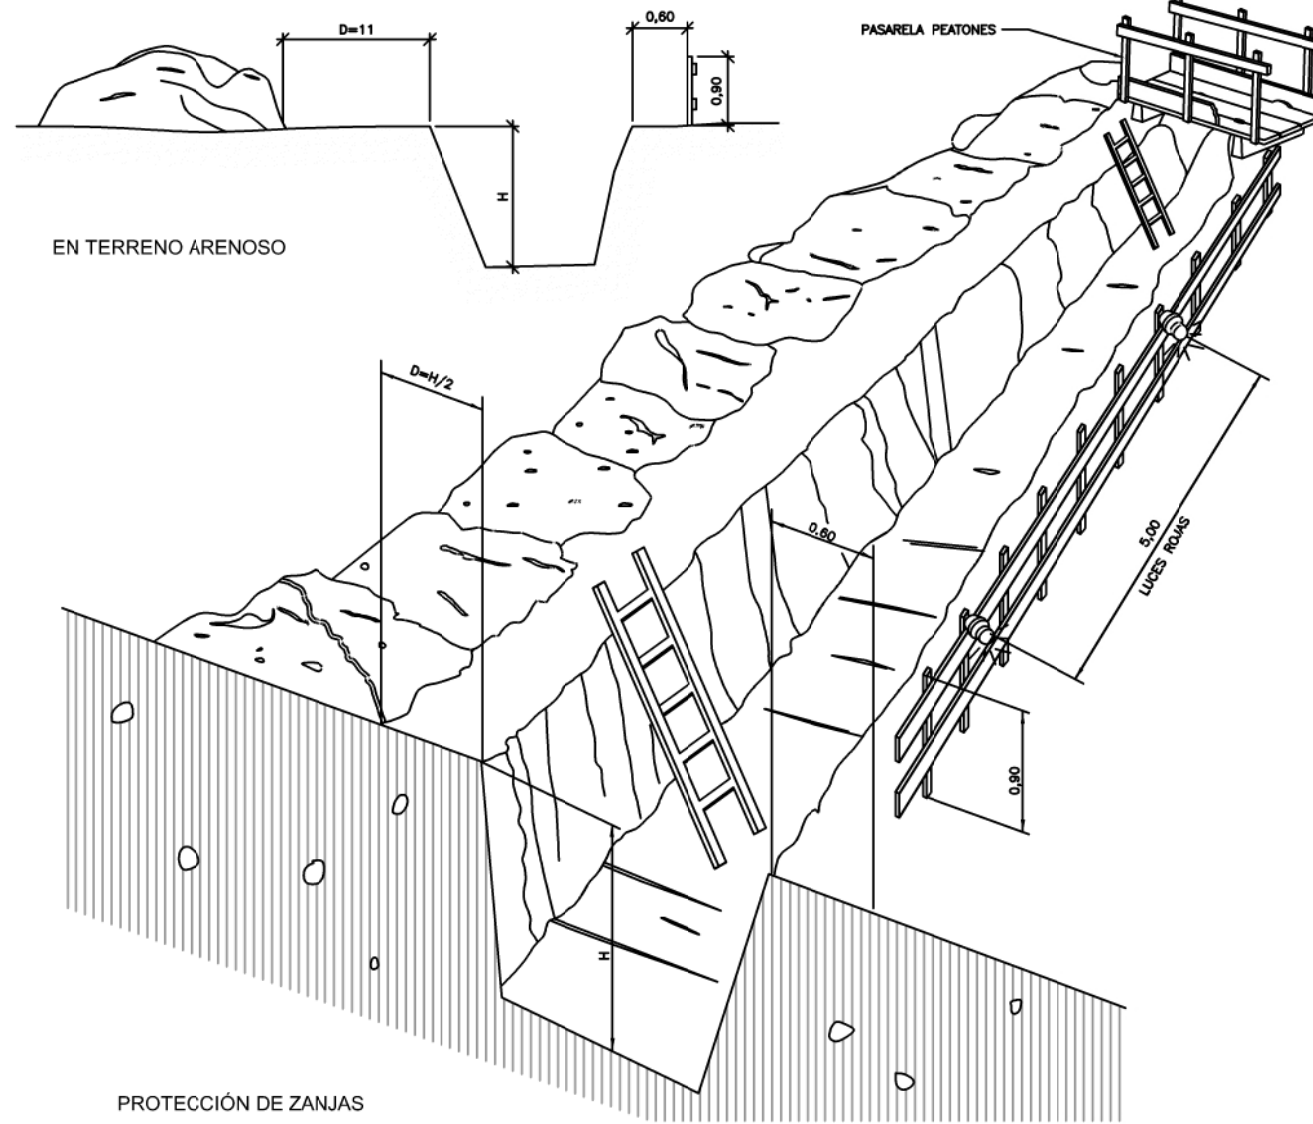 D=11
0,60
PASARELA PEATONES
0,90
H
EN TERRENO ARENOSO
D=H/2
0.60
5,00
LUCES ROJAS
0,90
H
PROTECCIÓN DE ZANJAS